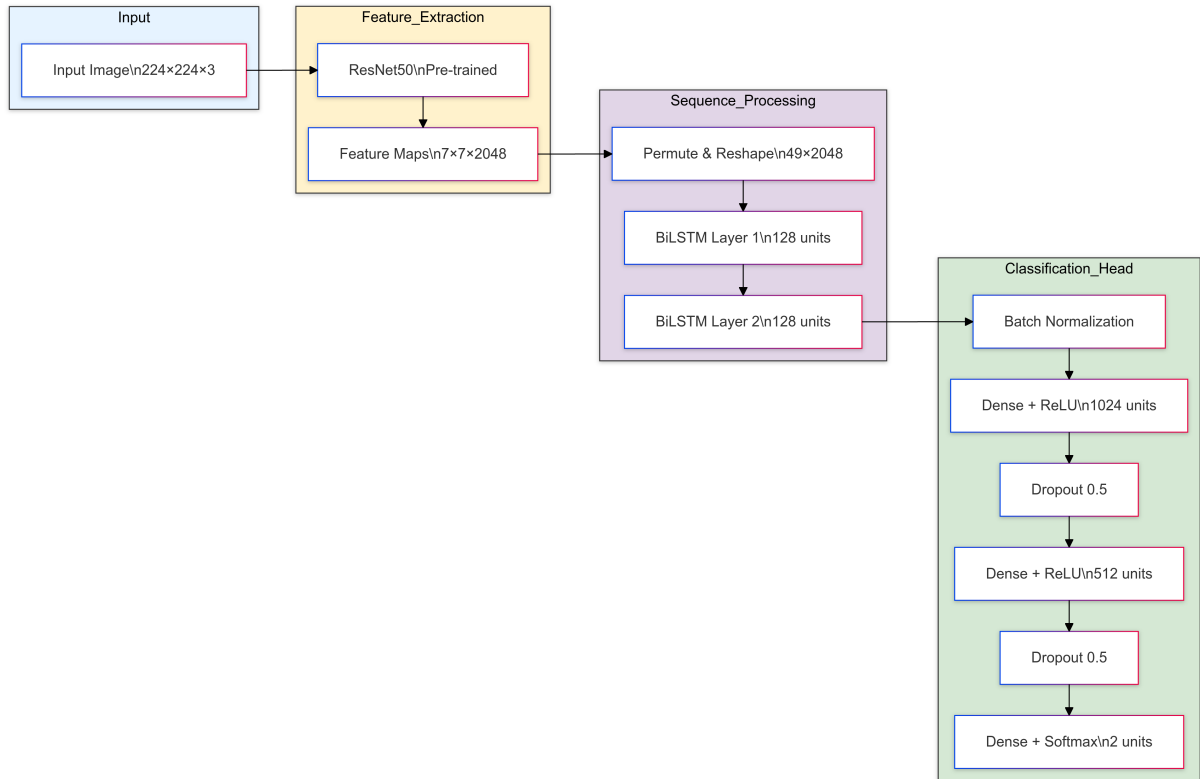 Input
Input Image\n224×224×3
Feature_Extraction
ResNet50\nPre-trained
Feature Maps\n7×7×2048
Sequence_Processing
Permute & Reshape\n49×2048
BiLSTM Layer 1\n128 units
BiLSTM Layer 2\n128 units
Classification_Head
Batch Normalization
Dense + ReLU\n1024 units
Dropout 0.5
Dense + ReLU\n512 units
Dropout 0.5
Dense + Softmax\n2 units